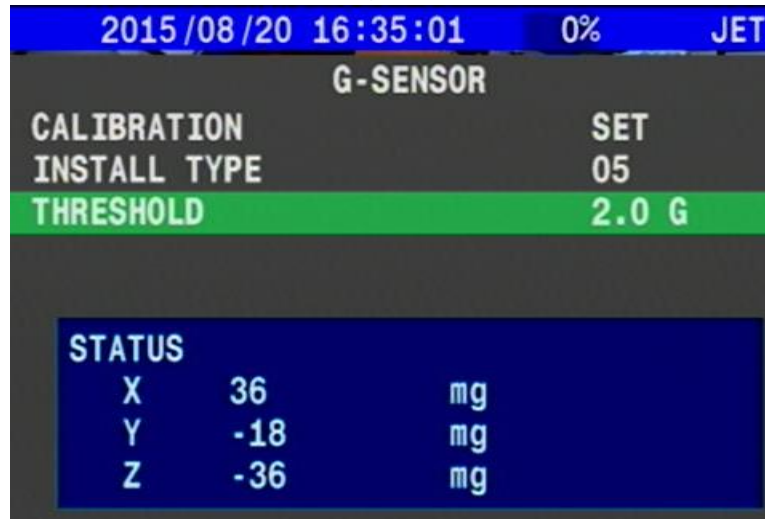 2015/08/20 16:35:01 0% JET
G-SENSOR
CALIBRATION SET
INSTALL TYPE 05
THRESHOLD 2.0 G
STATUS
X 36 mg
Y -18 mg
Z -36 mg